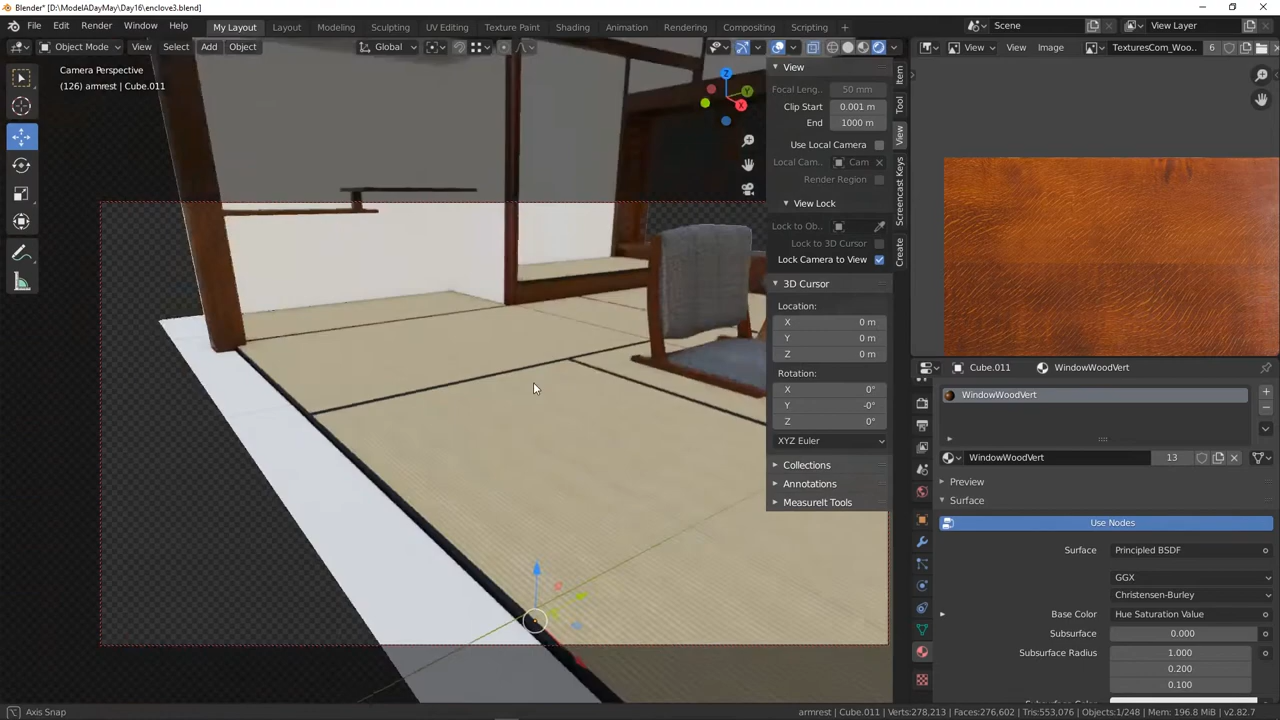 Blender* [D:\ModelADayMay\Day16\enclove3.blend]
File Edit Render Window Help My Layout Layout Modeling Sculpting UV Editing Texture Paint Shading Animation Rendering Compositing Scripting + Scene View Layer
Object Mode View Select Add Object Global View View Image TexturesCom_Woo.. 6
Camera Perspective
(126) armrest | Cube.011
Z
Y
X
View
Focal Leng.. 50 mm
Clip Start 0.001 m
End 1000 m
Use Local Camera
Local Cam.. Cam
Render Region
View Lock
Lock to Ob..
Lock to 3D Cursor
Lock Camera to View
3D Cursor
Location:
X 0 m
Y 0 m
Z 0 m
Rotation:
X 0°
Y -0°
Z 0°
XYZ Euler
Collections
Annotations
MeasureIt Tools
Item
Tool
View
Screencast Keys
Create
Cube.011 WindowWoodVert
WindowWoodVert
WindowWoodVert 13
Preview
Surface
Use Nodes
Surface Principled BSDF
GGX
Christensen-Burley
Base Color Hue Saturation Value
Subsurface 0.000
Subsurface Radius 1.000
0.200
0.100
Axis Snap
armrest | Cube.011 | Verts:278,213 | Faces:276,602 | Tris:553,076 | Objects:1/248 | Mem: 196.8 MiB | v2.82.7